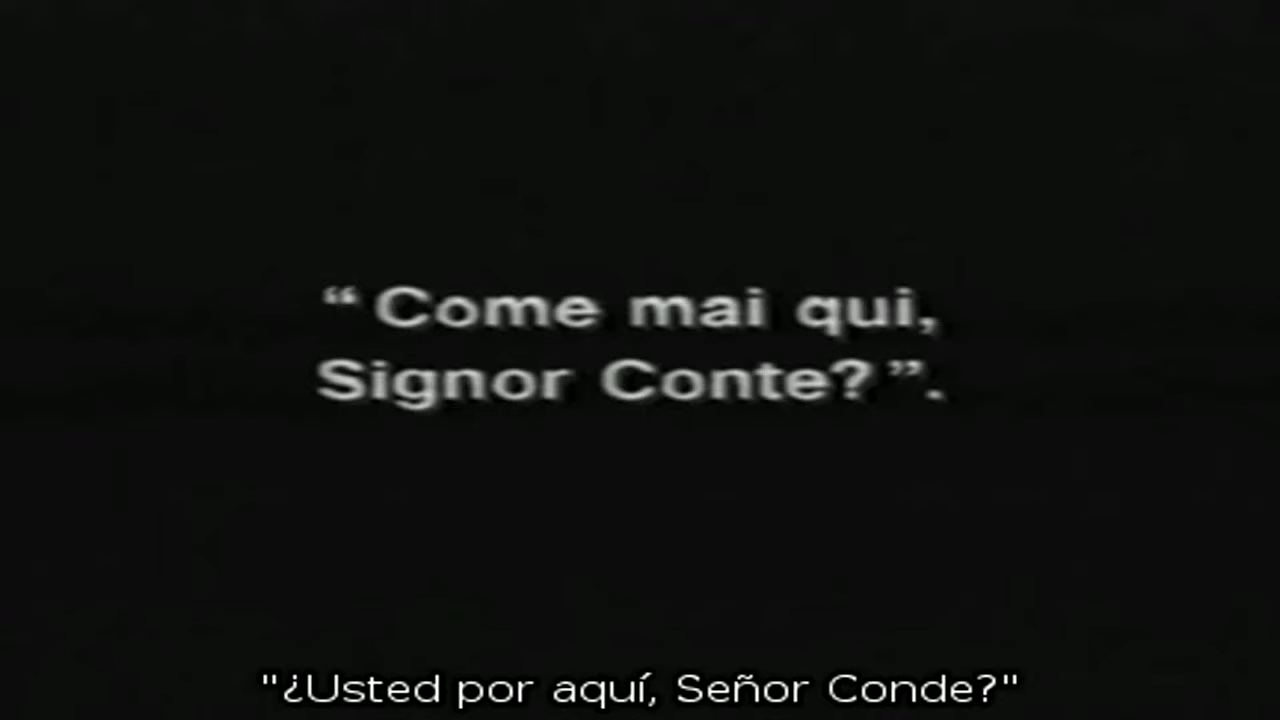 “Come mai qui,
Signor Conte?”.
"¿Usted por aquí, Señor Conde?"